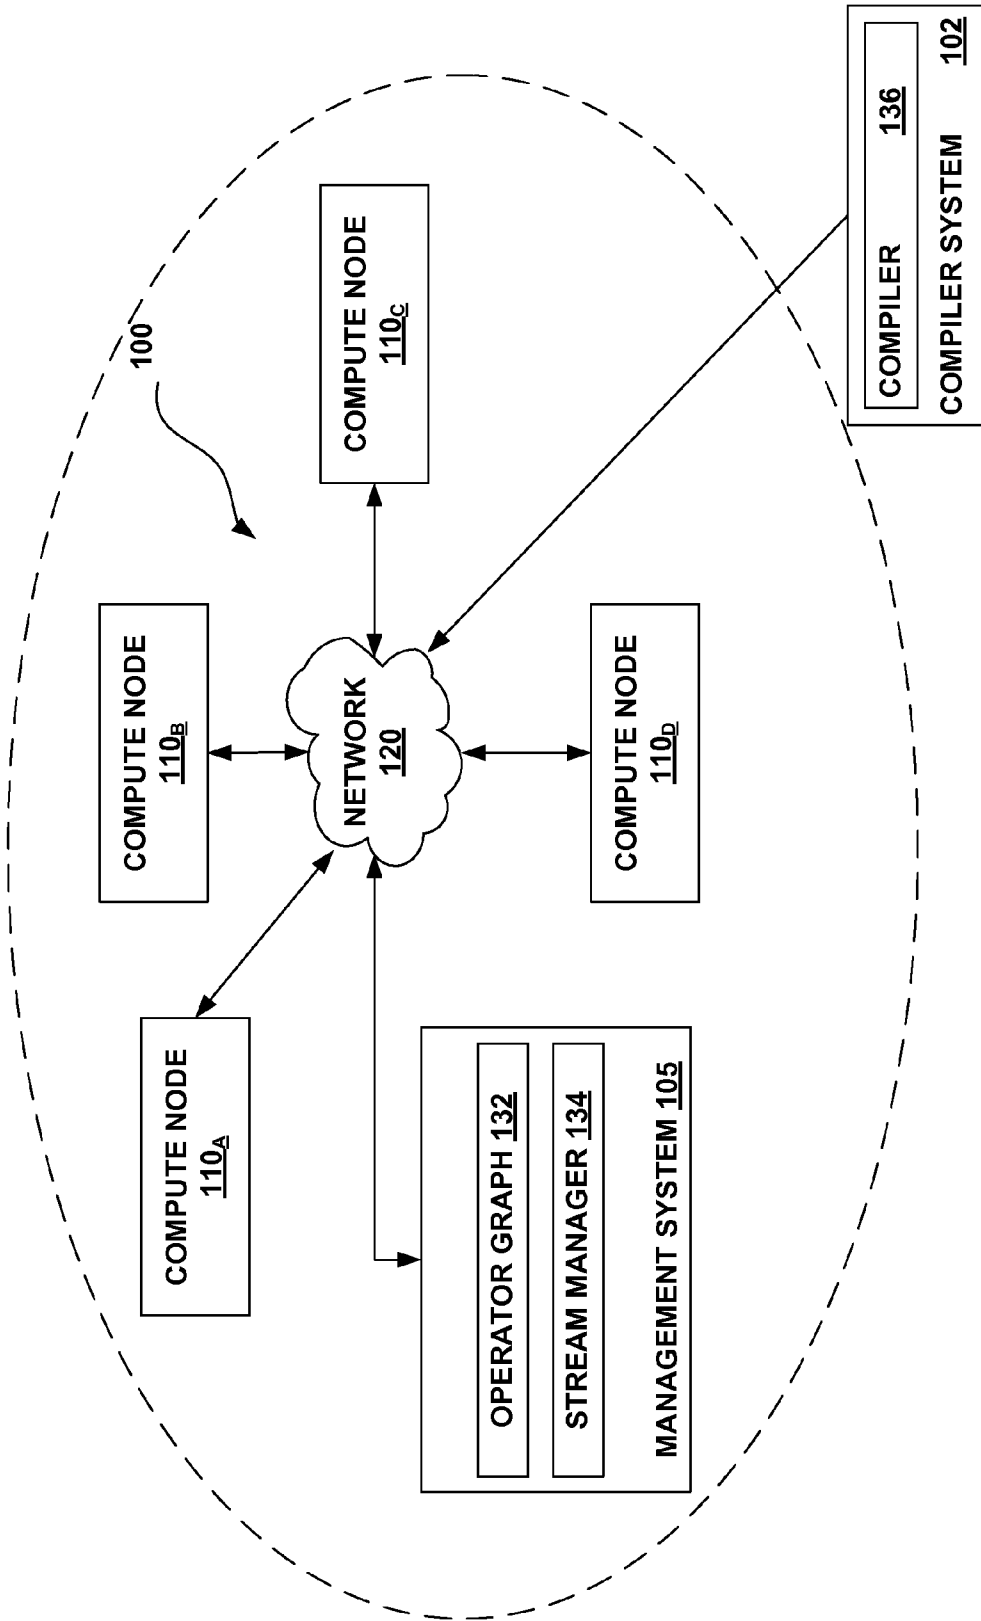 100
COMPUTE NODE
110A
COMPUTE NODE
110B
COMPUTE NODE
110C
NETWORK
120
OPERATOR GRAPH 132
STREAM MANAGER 134
MANAGEMENT SYSTEM 105
COMPUTE NODE
110D
COMPILER 136
COMPILER SYSTEM 102